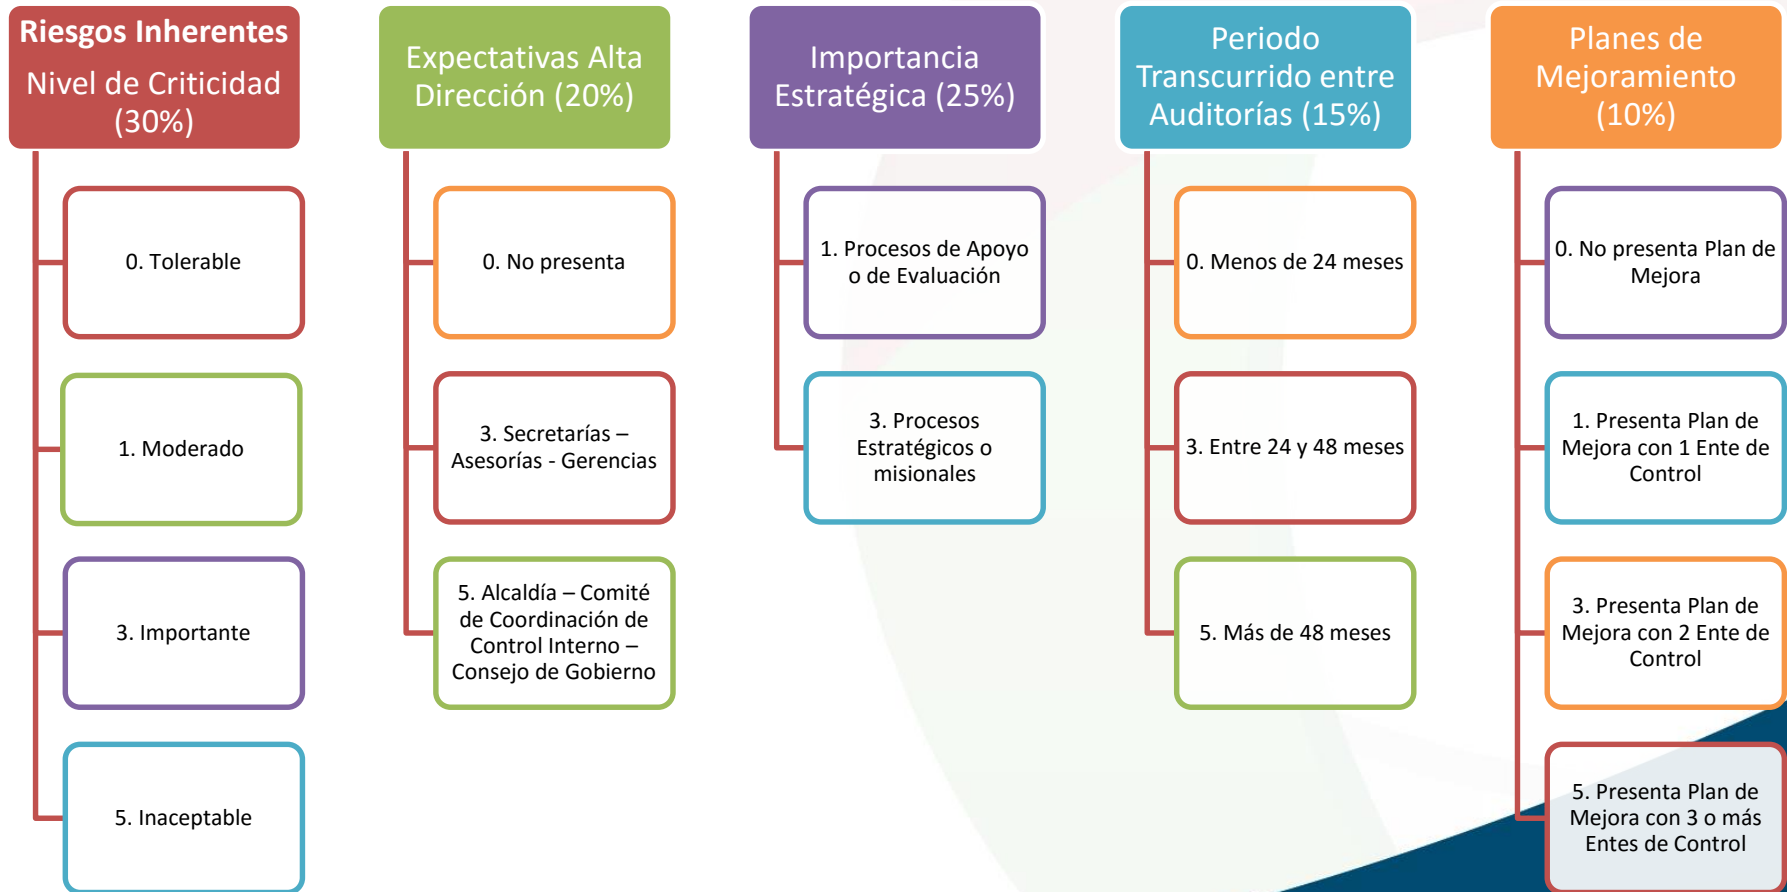 Riesgos Inherentes
Nivel de Criticidad
(30%)
0. Tolerable
1. Moderado
3. Importante
5. Inaceptable
Expectativas Alta
Dirección (20%)
0. No presenta
3. Secretarías –
Asesorías - Gerencias
5. Alcaldía – Comité
de Coordinación de
Control Interno –
Consejo de Gobierno
Importancia
Estratégica (25%)
1. Procesos de Apoyo
o de Evaluación
3. Procesos
Estratégicos o
misionales
Periodo
Transcurrido entre
Auditorías (15%)
0. Menos de 24 meses
3. Entre 24 y 48 meses
5. Más de 48 meses
Planes de
Mejoramiento
(10%)
0. No presenta Plan de
Mejora
1. Presenta Plan de
Mejora con 1 Ente de
Control
3. Presenta Plan de
Mejora con 2 Ente de
Control
5. Presenta Plan de
Mejora con 3 o más
Entes de Control